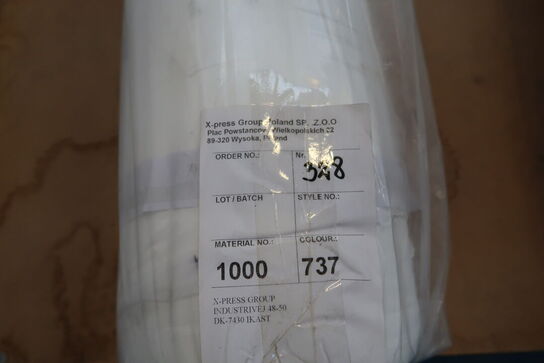 X-press Group Poland SP. .Z.O.O
Plac Powstancow Wielkopolskich 22
89-320 Wysoka, Poland
ORDER NO.: Nr.
348
LOT / BATCH STYLE NO.:
MATERIAL NO.: COLOUR.:
1000 737
X-PRESS GROUP
INDUSTRIVEJ 48-50
DK-7430 IKAST